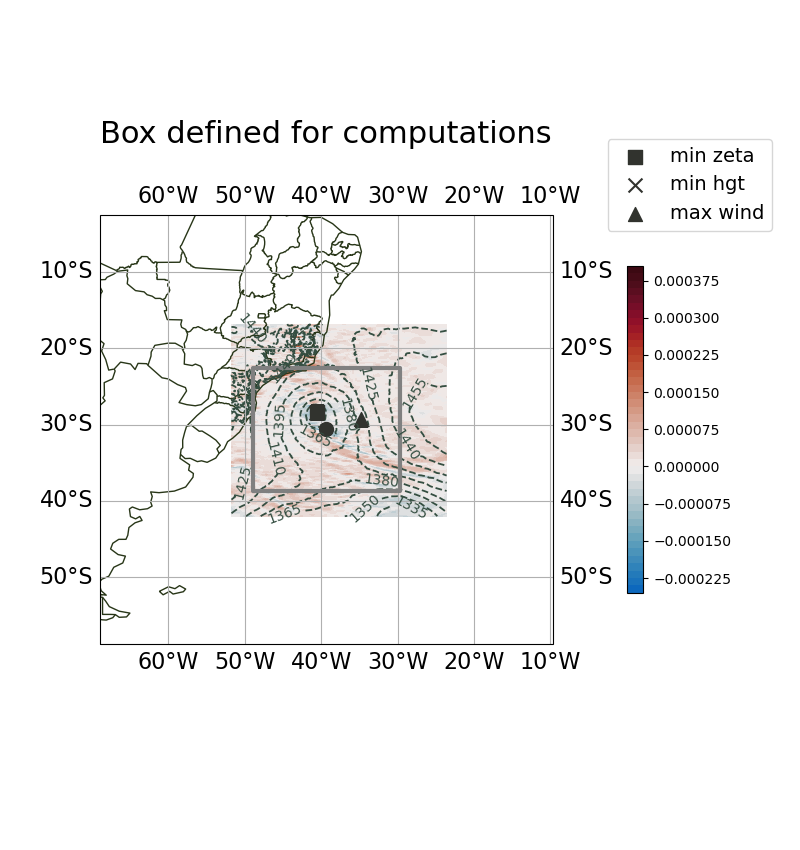 Box defined for computations
min zeta
min hgt
max wind
60°W 50°W 40°W 30°W 20°W 10°W
10°S 10°S
20°S 20°S
30°S 30°S
40°S 40°S
50°S 50°S
60°W 50°W 40°W 30°W 20°W 10°W
0.000375
0.000300
0.000225
0.000150
0.000075
0.000000
−0.000075
−0.000150
−0.000225
1440
1425
1455
1380
1395
1365
1410
1440
1425
1380
1365
1350
1335